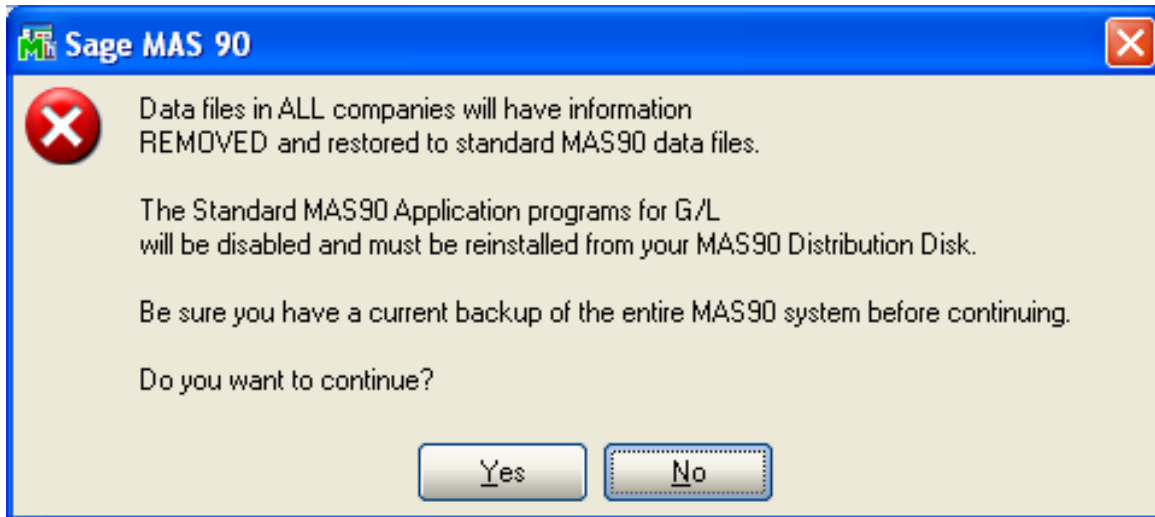 Sage MAS 90
Data files in ALL companies will have information
REMOVED and restored to standard MAS90 data files.
The Standard MAS90 Application programs for G/L
will be disabled and must be reinstalled from your MAS90 Distribution Disk.
Be sure you have a current backup of the entire MAS90 system before continuing.
Do you want to continue?
Yes
No